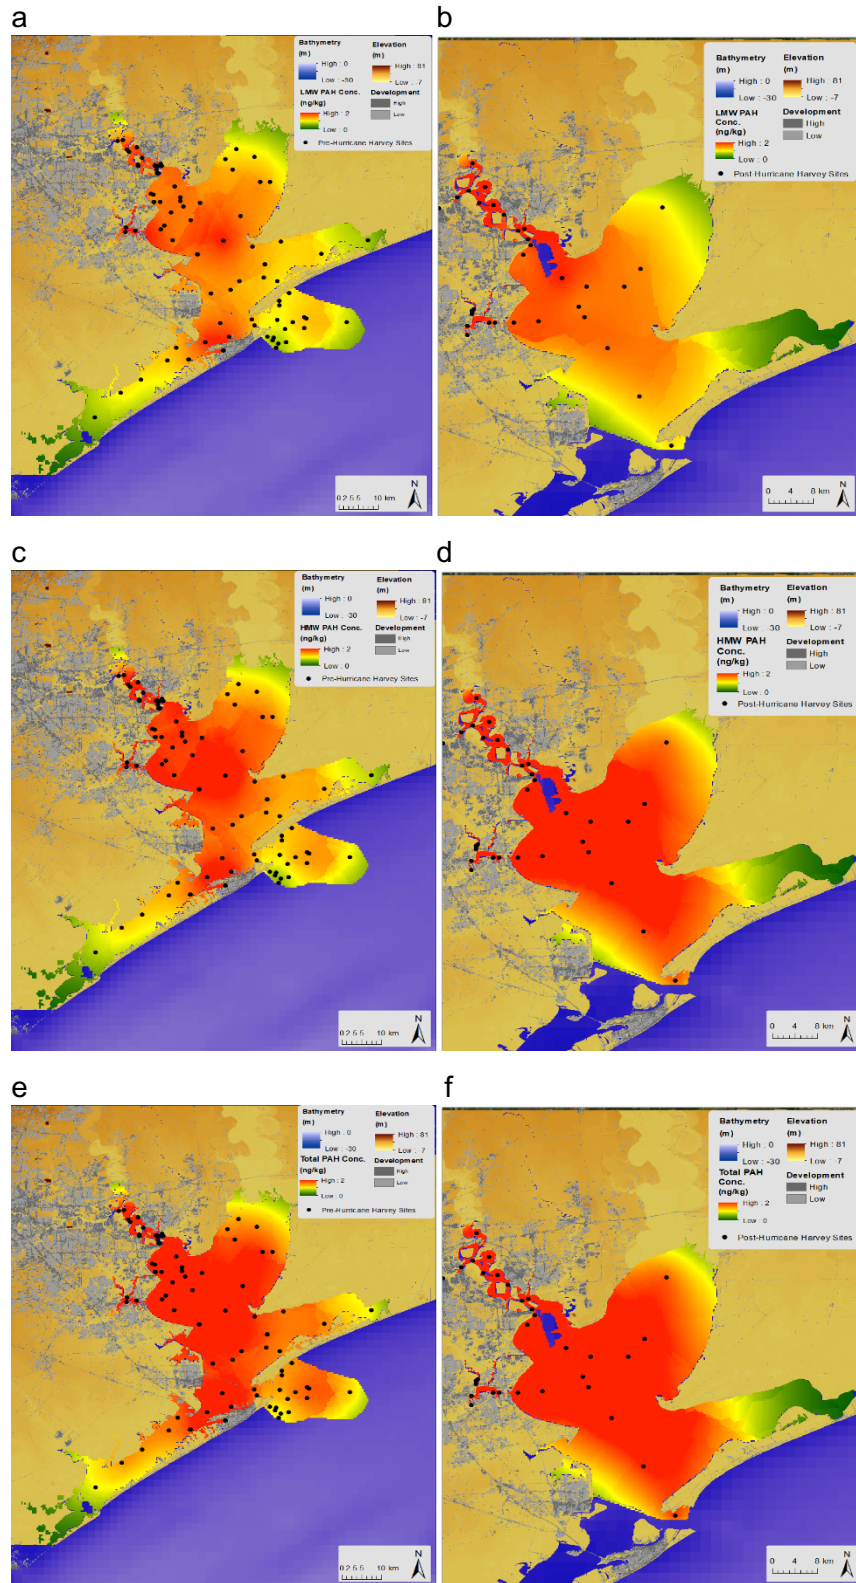 a
Bathymetry (m)
High : 0
Low : -30
Elevation (m)
High : 81
Low : -7
LMW PAH Conc. (ng/kg)
High : 2
Low : 0
Development
High
Low
Pre-Hurricane Harvey Sites
N
0 2.5 5 10 km
b
Bathymetry (m)
High : 0
Low : -30
Elevation (m)
High : 81
Low : -7
LMW PAH
Conc.
(ng/kg)
High : 2
Low : 0
Development
High
Low
Post-Hurricane Harvey Sites
N
0 4 8 km
c
Bathymetry (m)
High : 0
Low : -30
Elevation (m)
High : 81
Low : -7
HMW PAH Conc. (ng/kg)
High : 2
Low : 0
Development
High
Low
Pre-Hurricane Harvey Sites
N
0 2.5 5 10 km
d
Bathymetry (m)
High : 0
Low : -30
Elevation (m)
High : 81
Low : -7
HMW PAH
Conc.
(ng/kg)
High : 2
Low : 0
Development
High
Low
Post-Hurricane Harvey Sites
N
0 4 8 km
e
Bathymetry (m)
High : 0
Low : -30
Elevation (m)
High : 81
Low : -7
Total PAH Conc. (ng/kg)
High : 2
Low : 0
Development
High
Low
Pre-Hurricane Harvey Sites
N
0 2.5 5 10 km
f
Bathymetry (m)
High : 0
Low : -30
Elevation (m)
High : 81
Low : -7
Total PAH
Conc.
(ng/kg)
High : 2
Low : 0
Development
High
Low
Post-Hurricane Harvey Sites
N
0 4 8 km